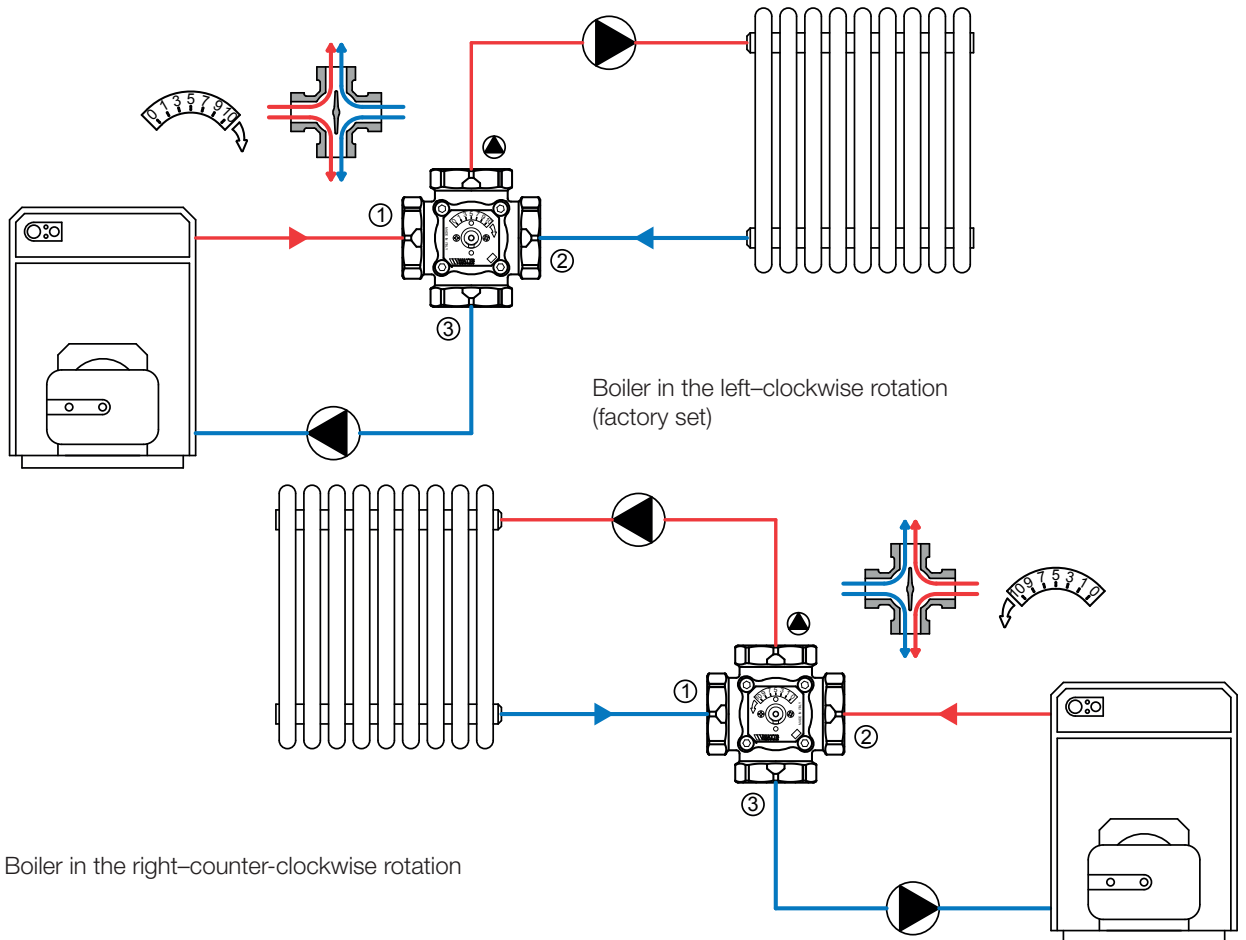 0 1 3 5 7 9 10
①
②
③
Boiler in the left–clockwise rotation
(factory set)
10 9 7 5 3 1 0
①
②
③
Boiler in the right–counter-clockwise rotation